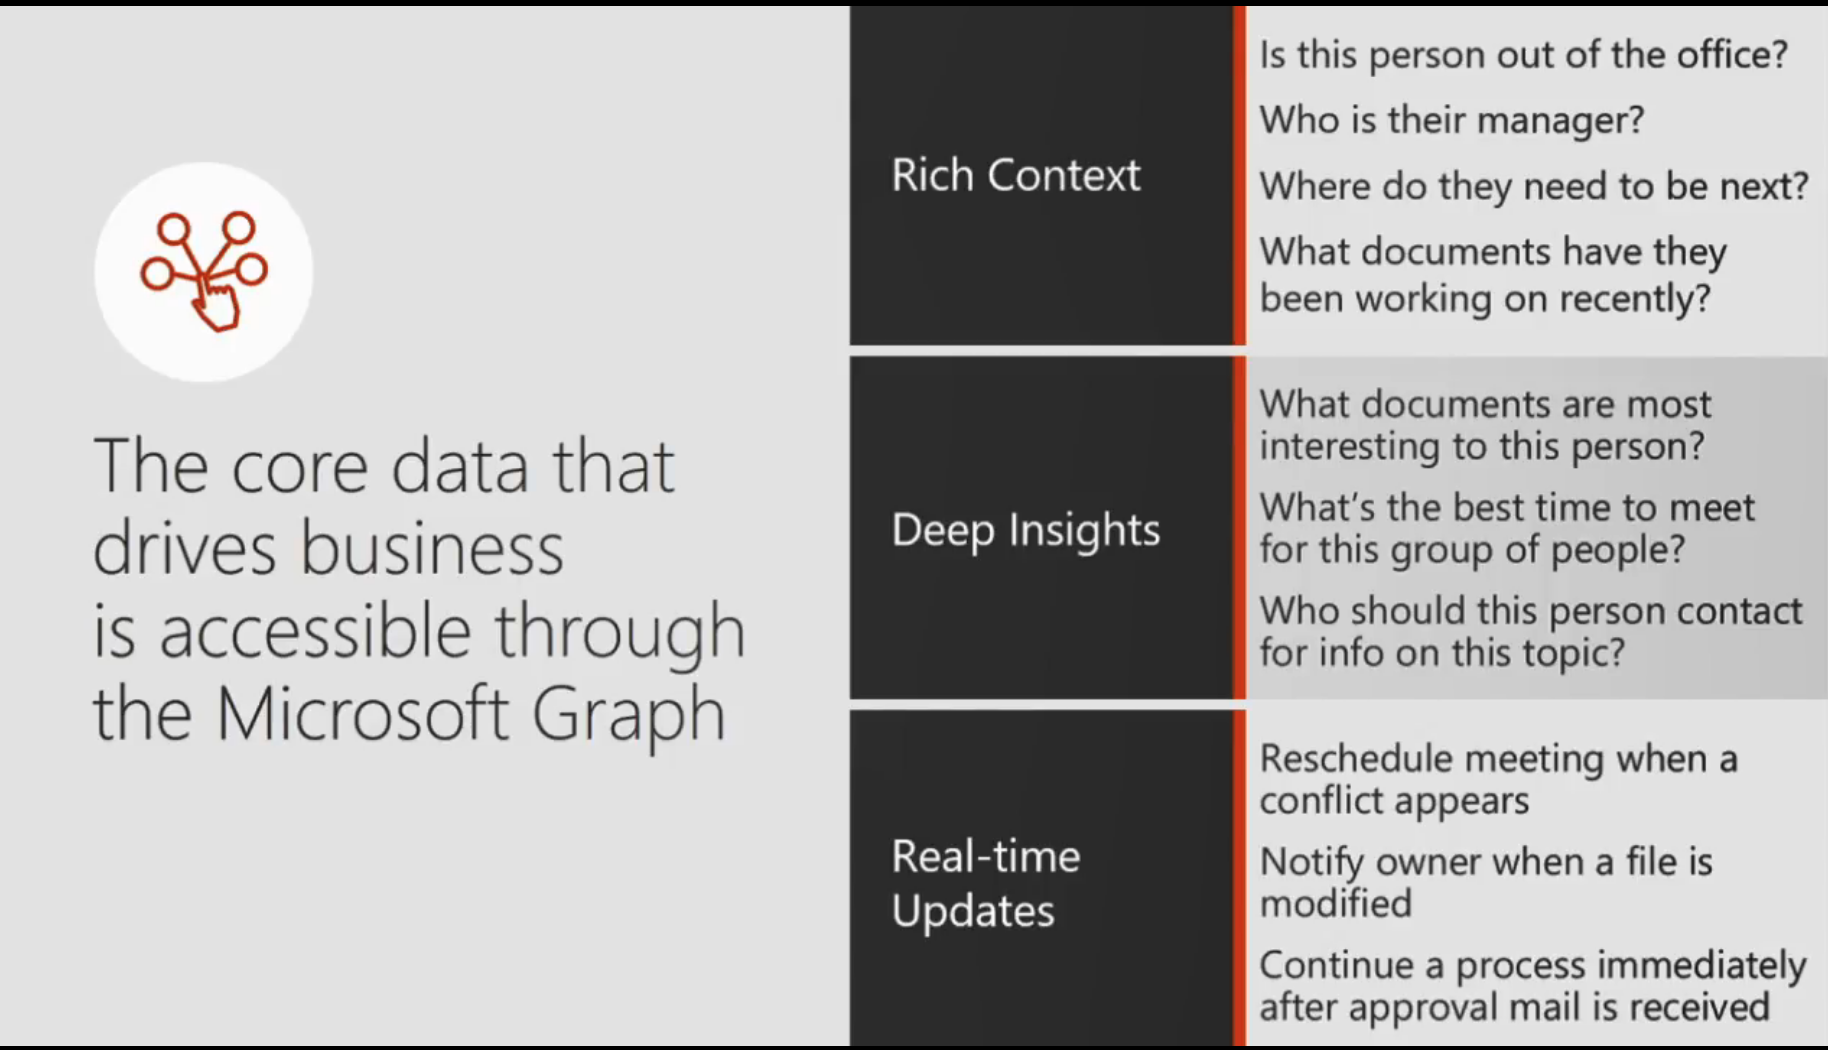 The core data that
drives business
is accessible through
the Microsoft Graph
Rich Context
Is this person out of the office?
Who is their manager?
Where do they need to be next?
What documents have they
been working on recently?
Deep Insights
What documents are most
interesting to this person?
What's the best time to meet
for this group of people?
Who should this person contact
for info on this topic?
Real-time
Updates
Reschedule meeting when a
conflict appears
Notify owner when a file is
modified
Continue a process immediately
after approval mail is received